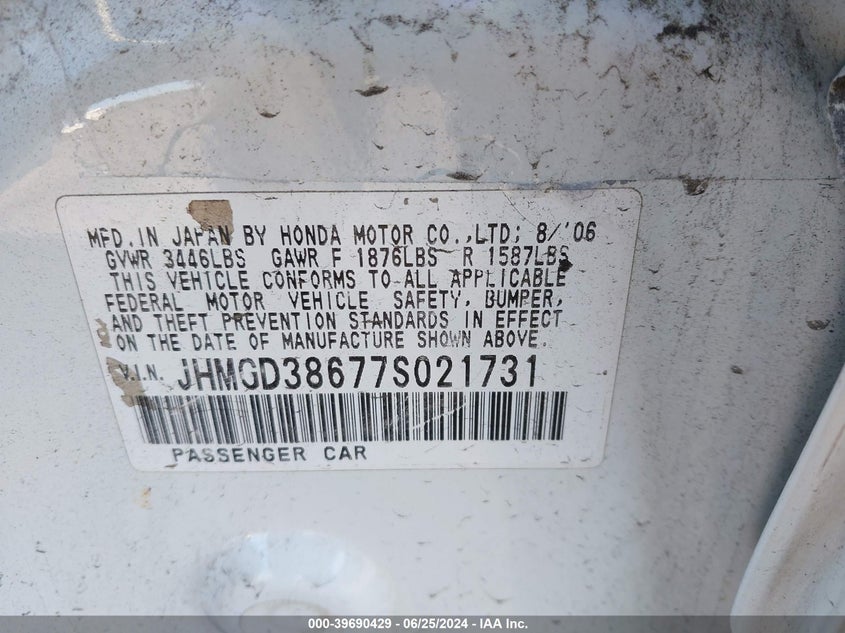 MFD. IN JAPAN BY HONDA MOTOR CO.,LTD; 8/'06
GVWR 3446LBS GAWR F 1876LBS R 1587LBS
THIS VEHICLE CONFORMS TO ALL APPLICABLE
FEDERAL MOTOR VEHICLE SAFETY, BUMPER,
AND THEFT PREVENTION STANDARDS IN EFFECT
ON THE DATE OF MANUFACTURE SHOWN ABOVE.
V.I.N. JHMGD38677S021731
PASSENGER CAR
000-39690429 - 06/25/2024 - IAA Inc.